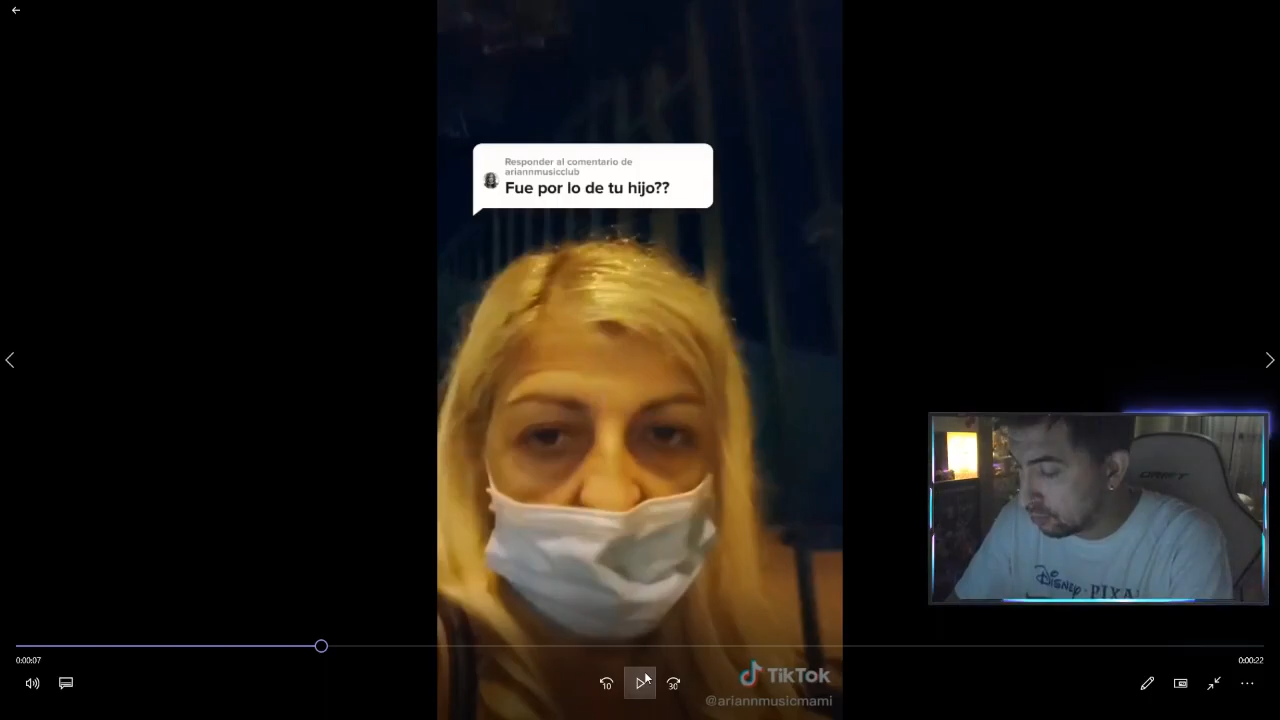 Responder al comentario de
ariannmusicclub
Fue por lo de tu hijo??
DRIFT
DISNEY · PIXA
0:00:07
0:00:22
10
30
TikTok
@ariannmusicmami